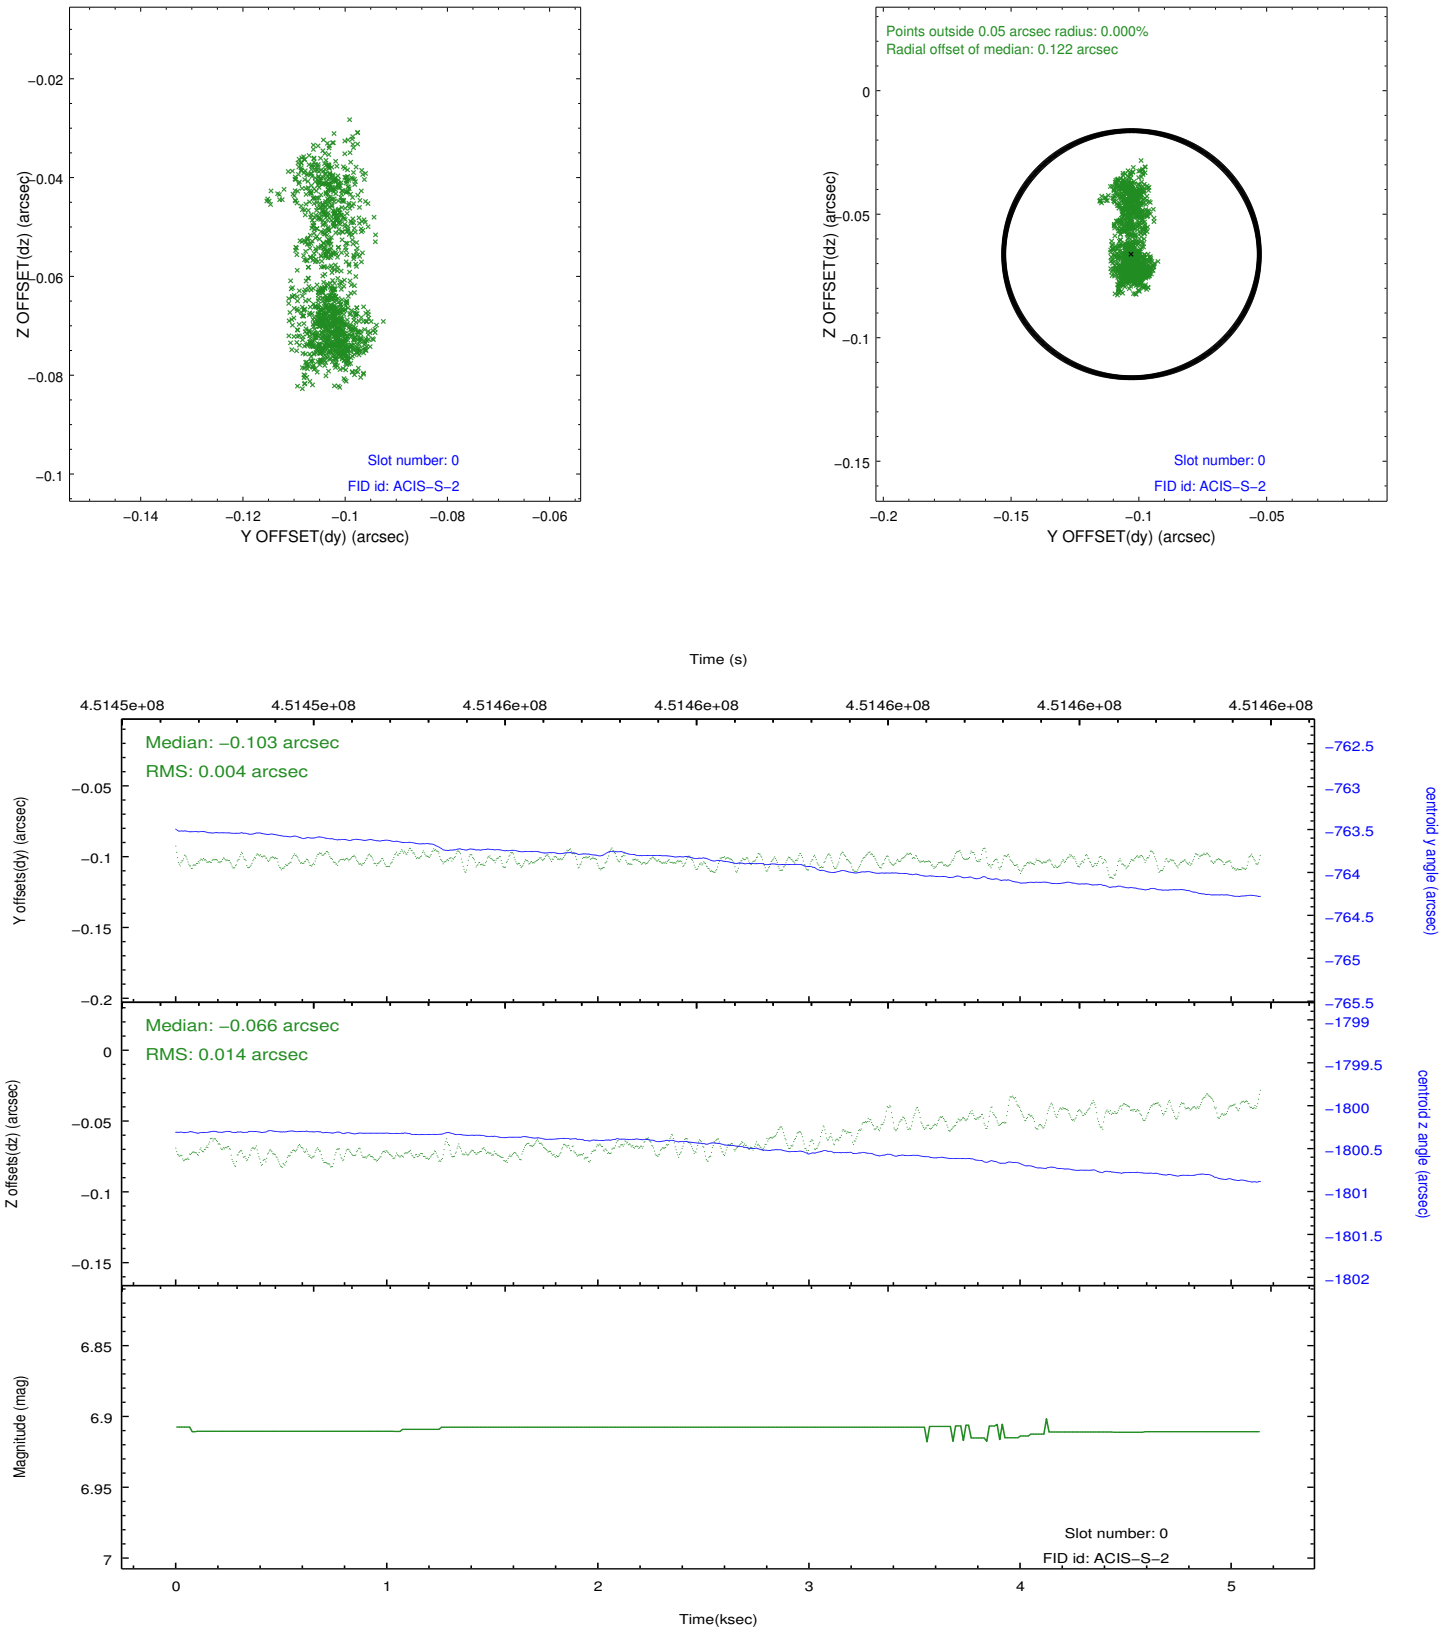 −0.02
−0.04
−0.06
−0.08
−0.1
Z OFFSET(dz) (arcsec)
Slot number: 0
FID id: ACIS−S−2
−0.14
−0.12
−0.1
−0.08
−0.06
Y OFFSET(dy) (arcsec)
Points outside 0.05 arcsec radius: 0.000%
Radial offset of median: 0.122 arcsec
0
−0.05
−0.1
−0.15
Z OFFSET(dz) (arcsec)
Slot number: 0
FID id: ACIS−S−2
−0.2
−0.15
−0.1
−0.05
Y OFFSET(dy) (arcsec)
Time (s)
4.5145e+08
4.5145e+08
4.5146e+08
4.5146e+08
4.5146e+08
4.5146e+08
4.5146e+08
Median: −0.103 arcsec
RMS: 0.004 arcsec
−0.05
−0.1
−0.15
−0.2
Y offsets(dy) (arcsec)
−762.5
−763
−763.5
−764
−764.5
−765
−765.5
centroid y angle (arcsec)
Median: −0.066 arcsec
RMS: 0.014 arcsec
0
−0.05
−0.1
−0.15
Z offsets(dz) (arcsec)
−1799
−1799.5
−1800
−1800.5
−1801
−1801.5
−1802
centroid z angle (arcsec)
6.85
6.9
6.95
7
Magnitude (mag)
Slot number: 0
FID id: ACIS−S−2
0
1
2
3
4
5
Time(ksec)